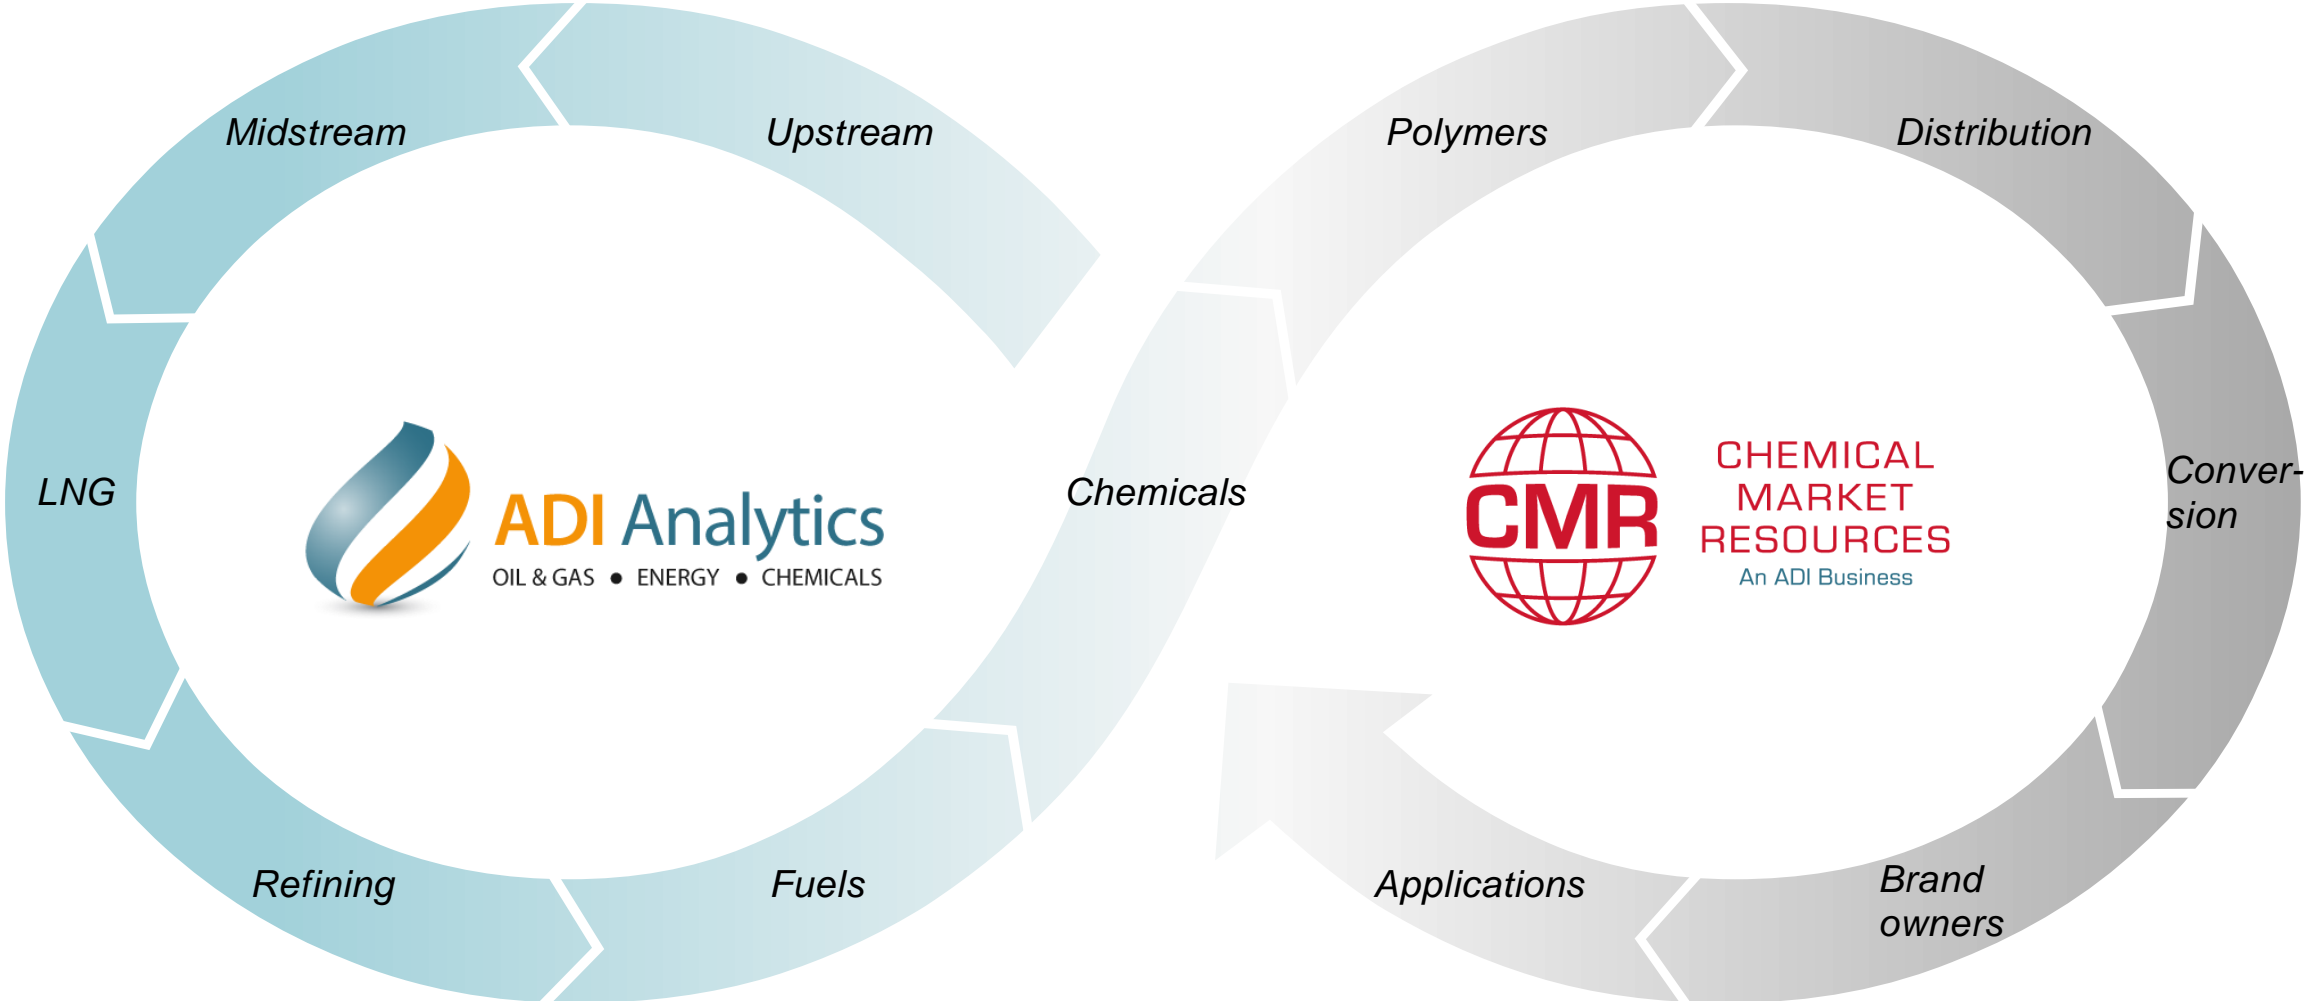 Midstream
Upstream
Polymers
Distribution
LNG
ADI Analytics
OIL & GAS ● ENERGY ● CHEMICALS
Chemicals
CMR
CHEMICAL
MARKET
RESOURCES
An ADI Business
Conver-
sion
Refining
Fuels
Applications
Brand
owners